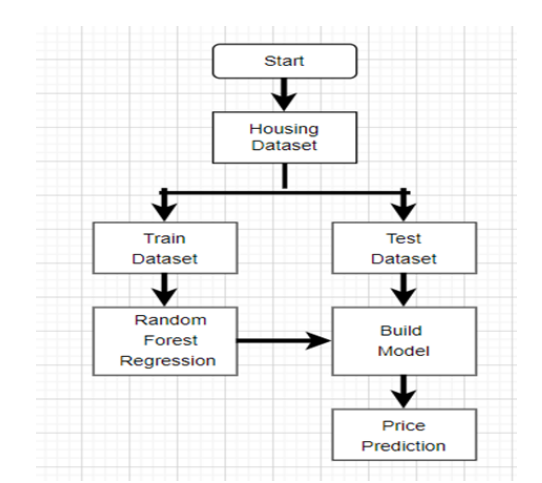 Start
Housing
Dataset
Train
Dataset
Test
Dataset
Random
Forest
Regression
Build
Model
Price
Prediction